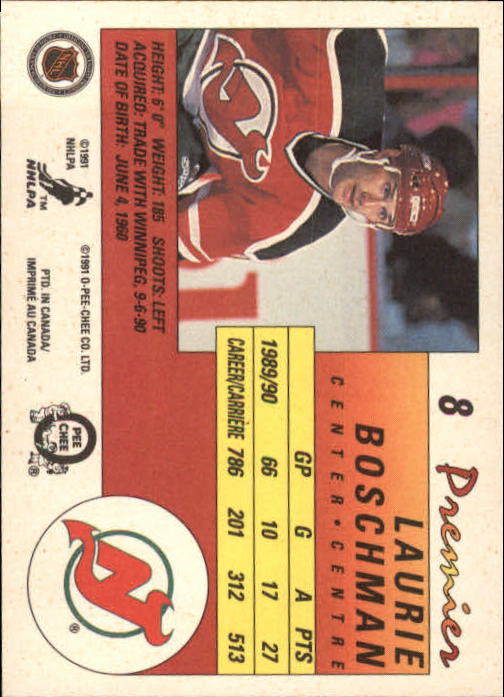 8 Premier
LAURIE
BOSCHMAN
CENTER • CENTRE
GP G A PTS
1989/90 66 10 17 27
CAREER/CARRIÈRE 786 201 312 513
HEIGHT: 6' 0" WEIGHT: 185 SHOOTS: LEFT
ACQUIRED: TRADE WITH WINNIPEG, 9-6-90
DATE OF BIRTH: JUNE 4, 1960
NHL
©1991
NHLPA
NHLPA
TM
©1991 O-PEE-CHEE CO. LTD.
PTD. IN CANADA/
IMPRIMÉ AU CANADA
O
PEE
CHEE
®
NJ
®